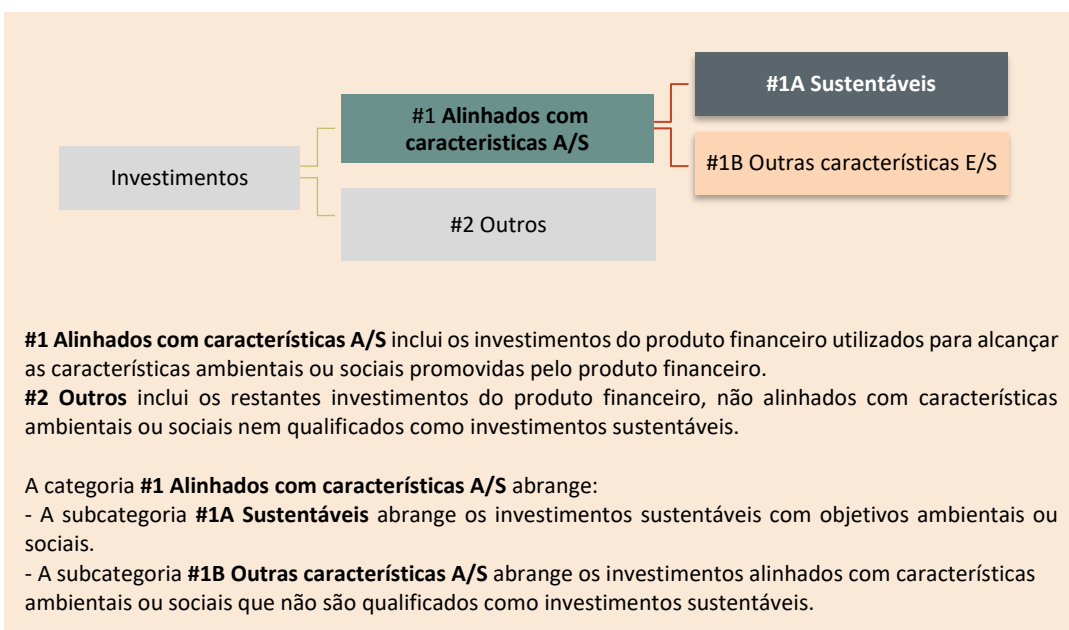 #1A Sustentáveis
#1 Alinhados com
caracteristicas A/S
#1B Outras características E/S
Investimentos
#2 Outros
#1 Alinhados com características A/S inclui os investimentos do produto financeiro utilizados para alcançar
as características ambientais ou sociais promovidas pelo produto financeiro.
#2 Outros inclui os restantes investimentos do produto financeiro, não alinhados com características
ambientais ou sociais nem qualificados como investimentos sustentáveis.
A categoria #1 Alinhados com características A/S abrange:
- A subcategoria #1A Sustentáveis abrange os investimentos sustentáveis com objetivos ambientais ou
sociais.
- A subcategoria #1B Outras características A/S abrange os investimentos alinhados com características
ambientais ou sociais que não são qualificados como investimentos sustentáveis.